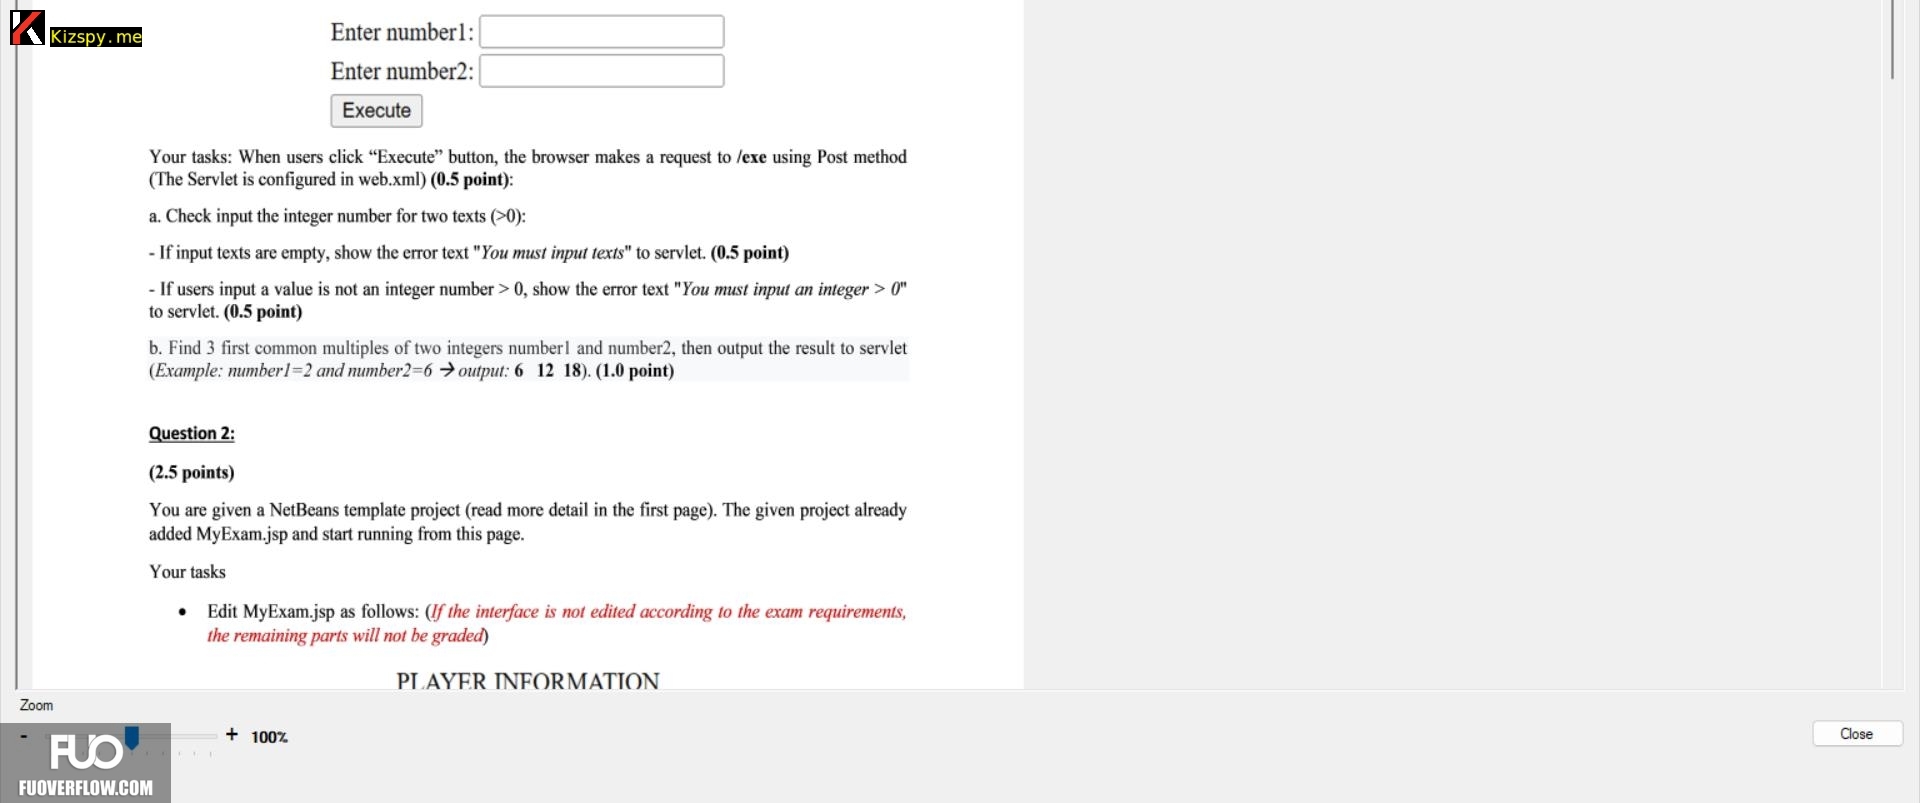 Kizspy.me
Enter number1:
Enter number2:
Execute
Your tasks: When users click “Execute” button, the browser makes a request to /exe using Post method
(The Servlet is configured in web.xml) (0.5 point):
a. Check input the integer number for two texts (>0):
- If input texts are empty, show the error text "You must input texts" to servlet. (0.5 point)
- If users input a value is not an integer number > 0, show the error text "You must input an integer > 0"
to servlet. (0.5 point)
b. Find 3 first common multiples of two integers number1 and number2, then output the result to servlet
(Example: number1=2 and number2=6 → output: 6 12 18). (1.0 point)
Question 2:
(2.5 points)
You are given a NetBeans template project (read more detail in the first page). The given project already
added MyExam.jsp and start running from this page.
Your tasks
• Edit MyExam.jsp as follows: (If the interface is not edited according to the exam requirements,
the remaining parts will not be graded)
PLAYER INFORMATION
Zoom
- + 100%
Close
FUO
FUOVERFLOW.COM